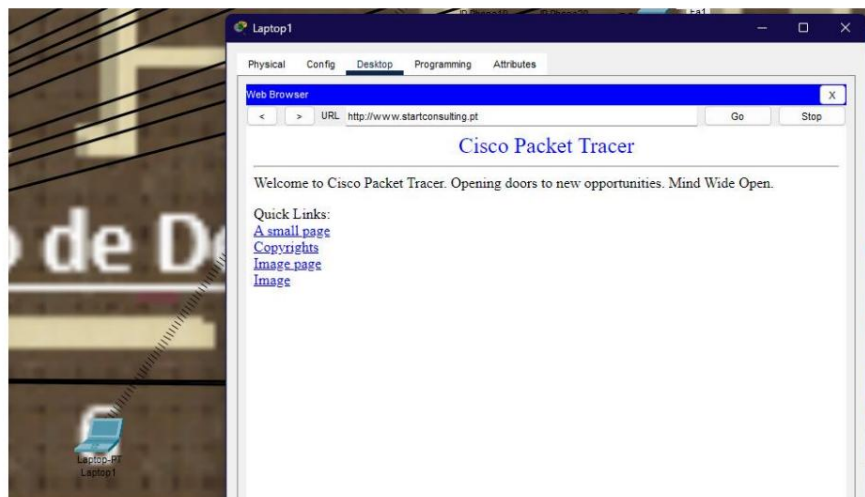 Laptop1
Physical Config Desktop Programming Attributes
Web Browser
X
< > URL http://www.startconsulting.pt Go Stop
Cisco Packet Tracer
Welcome to Cisco Packet Tracer. Opening doors to new opportunities. Mind Wide Open.
Quick Links:
A small page
Copyrights
Image page
Image
de
Laptop-PT
Laptop1